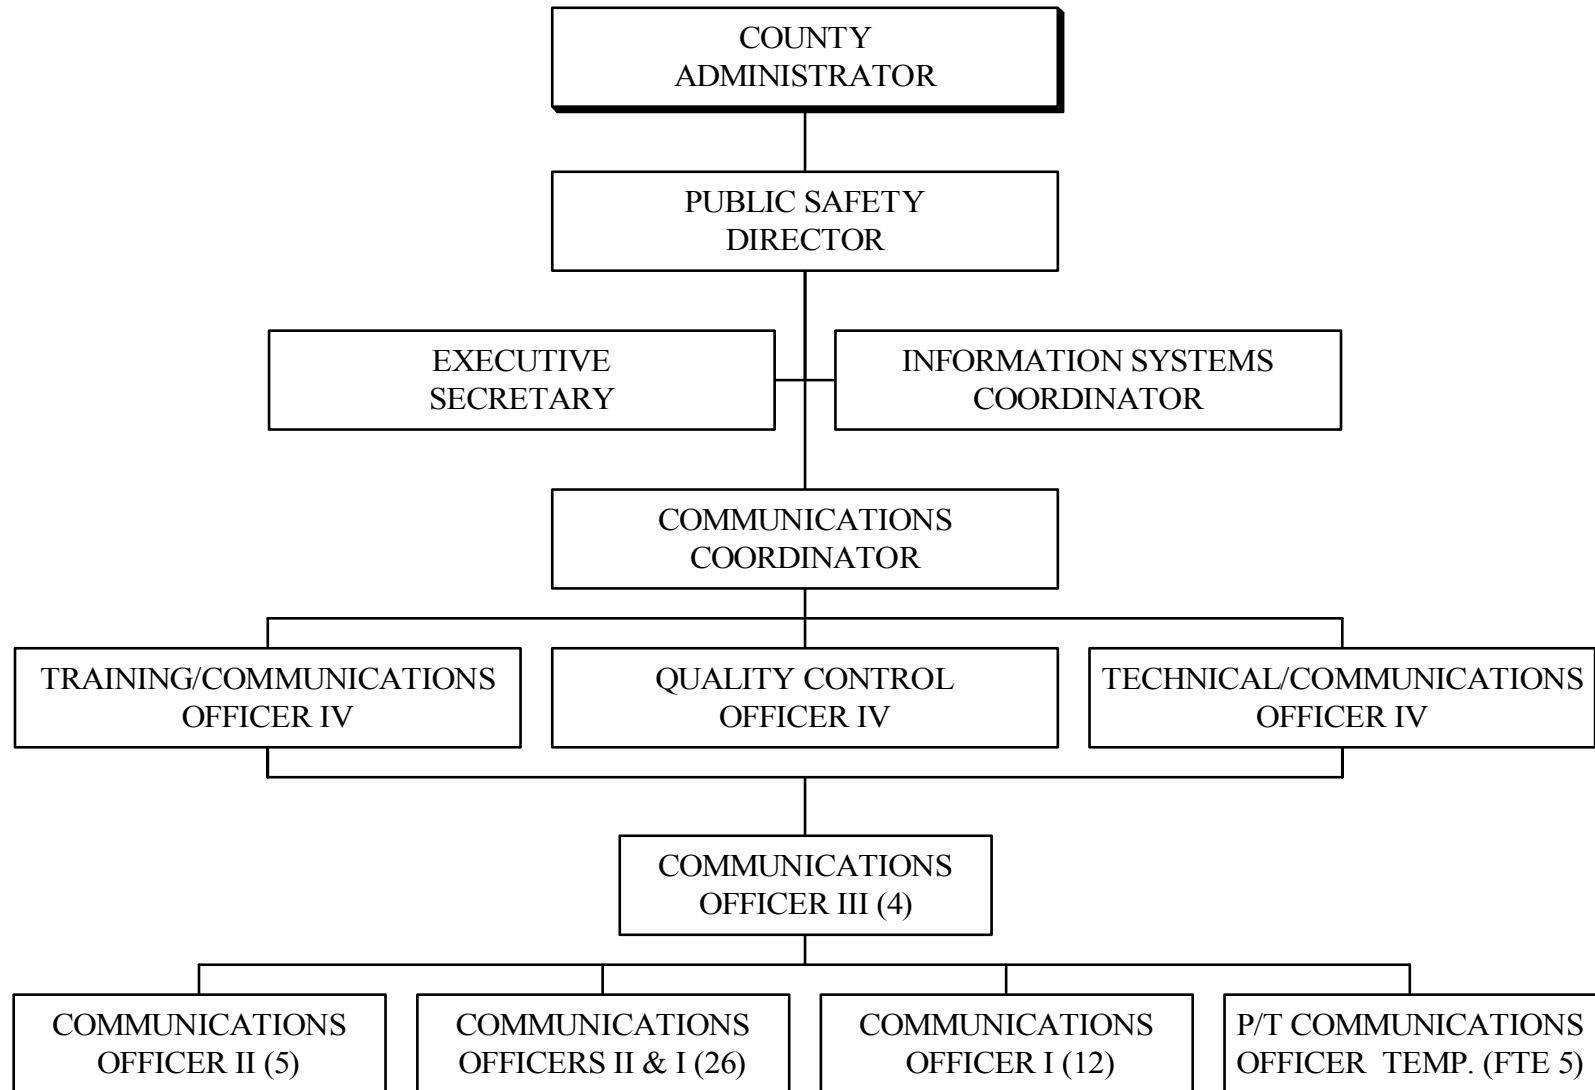 COUNTY
ADMINISTRATOR
PUBLIC SAFETY
DIRECTOR
EXECUTIVE
SECRETARY
INFORMATION SYSTEMS
COORDINATOR
COMMUNICATIONS
COORDINATOR
TRAINING/COMMUNICATIONS
OFFICER IV
QUALITY CONTROL
OFFICER IV
TECHNICAL/COMMUNICATIONS
OFFICER IV
COMMUNICATIONS
OFFICER III (4)
COMMUNICATIONS
OFFICER II (5)
COMMUNICATIONS
OFFICERS II & I (26)
COMMUNICATIONS
OFFICER I (12)
P/T COMMUNICATIONS
OFFICER  TEMP. (FTE 5)